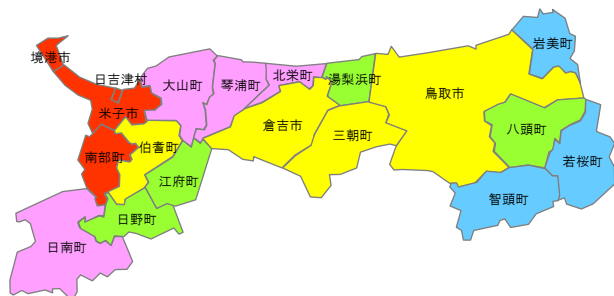 岩美町
境港市
日吉津村
大山町
琴浦町
北栄町
湯梨浜町
鳥取市
米子市
倉吉市
三朝町
八頭町
南部町
伯耆町
若桜町
江府町
智頭町
日野町
日南町